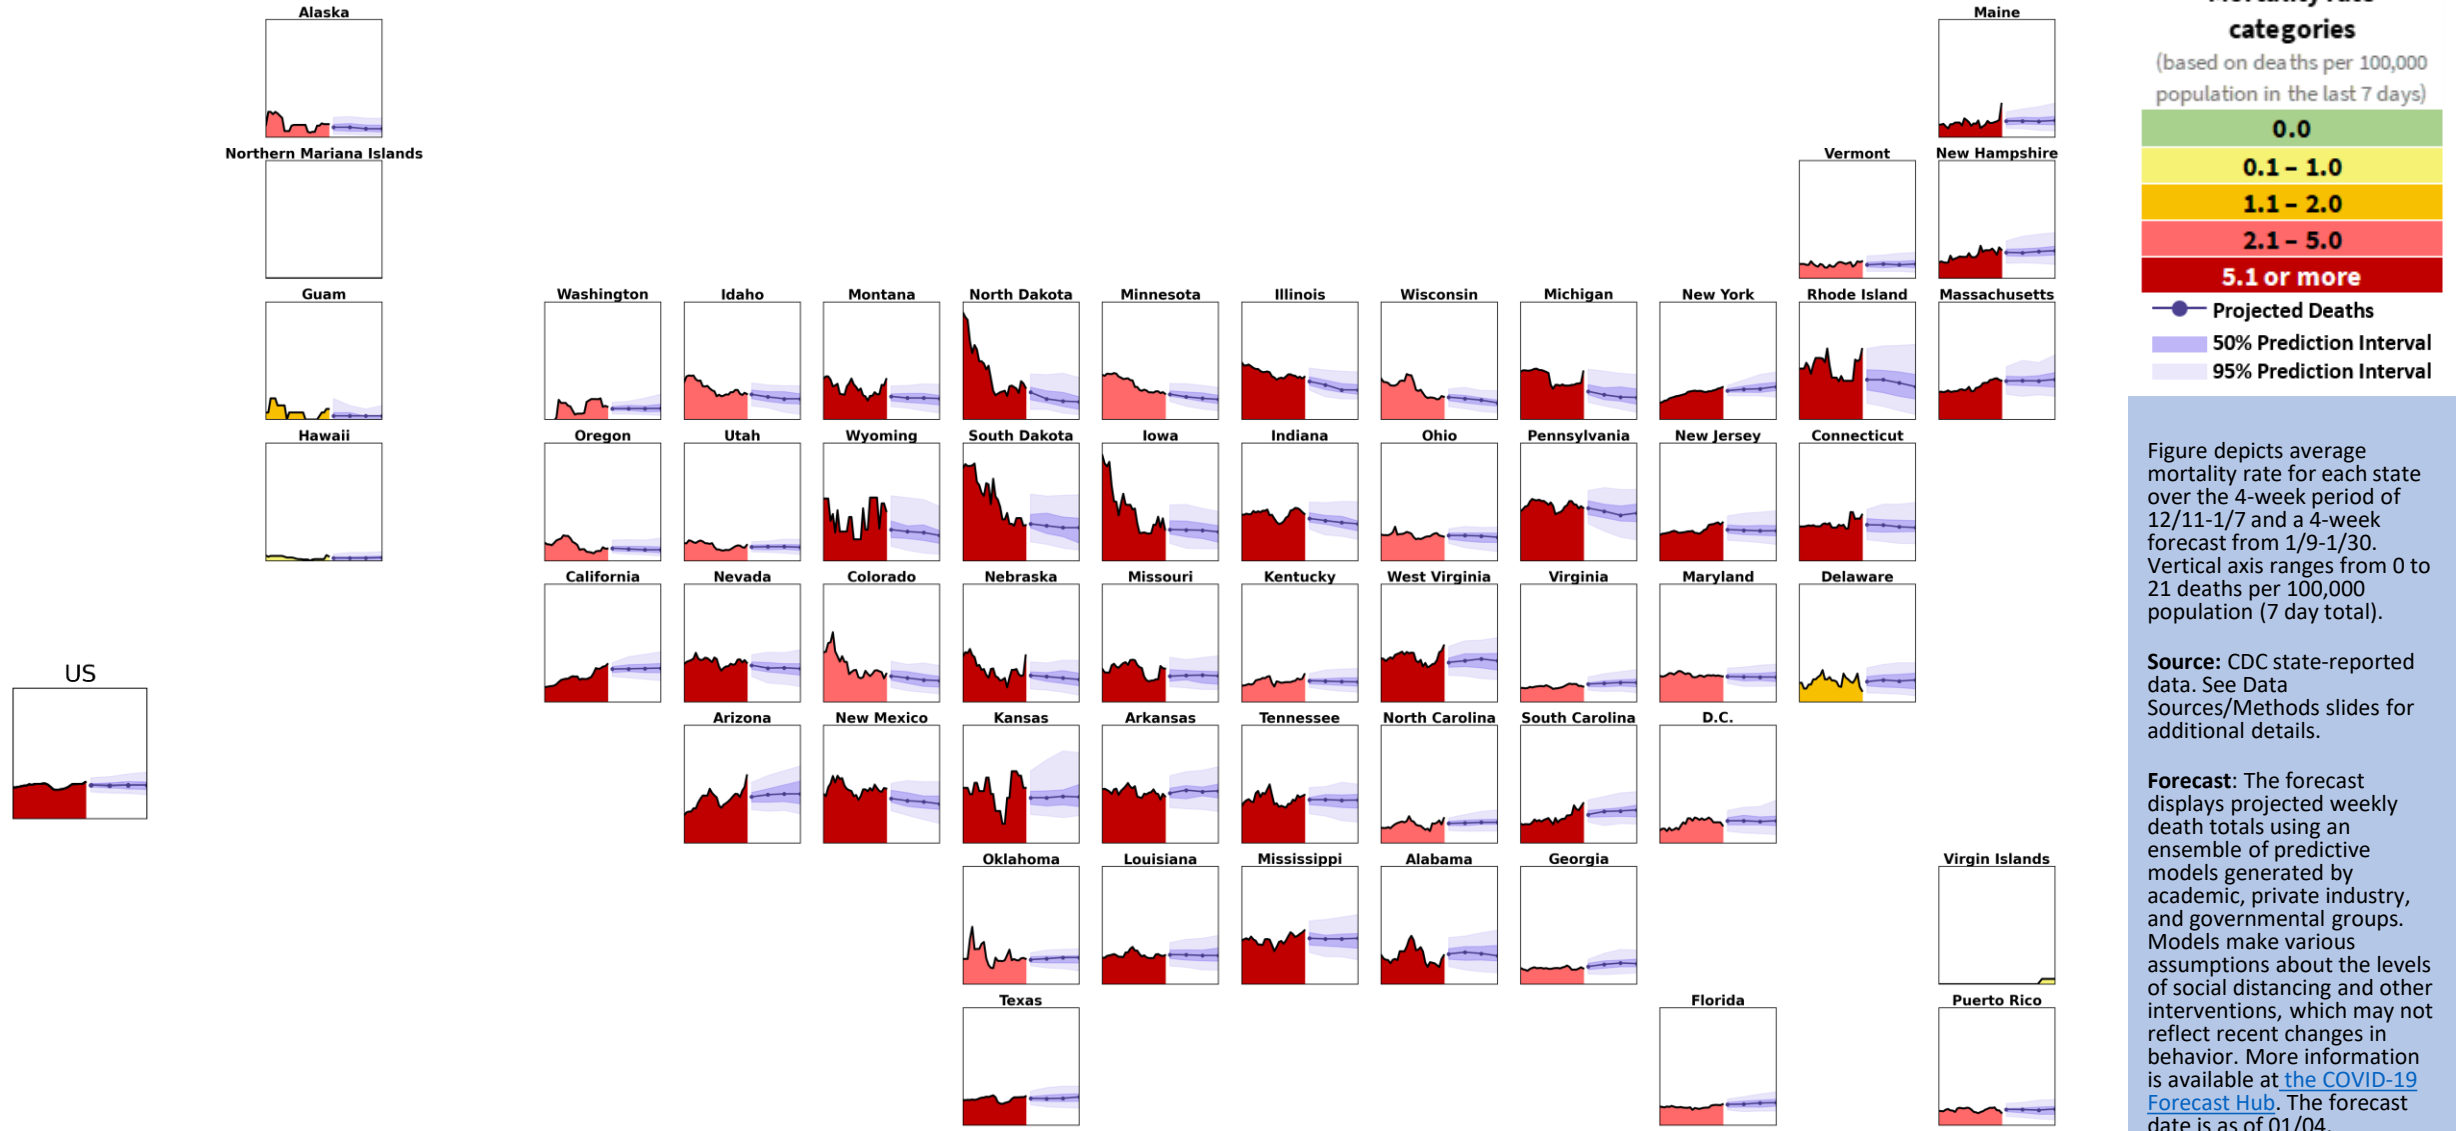 Alaska
Maine
Northern Mariana Islands
Vermont
New Hampshire
Guam
Washington
Idaho
Montana
North Dakota
Minnesota
Illinois
Wisconsin
Michigan
New York
Rhode Island
Massachusetts
Hawaii
Oregon
Utah
Wyoming
South Dakota
Iowa
Indiana
Ohio
Pennsylvania
New Jersey
Connecticut
California
Nevada
Colorado
Nebraska
Missouri
Kentucky
West Virginia
Virginia
Maryland
Delaware
US
Arizona
New Mexico
Kansas
Arkansas
Tennessee
North Carolina
South Carolina
D.C.
Oklahoma
Louisiana
Mississippi
Alabama
Georgia
Virgin Islands
Texas
Florida
Puerto Rico
Mortality rate
categories
(based on deaths per 100,000
population in the last 7 days)
0.0
0.1 – 1.0
1.1 – 2.0
2.1 – 5.0
5.1 or more
Projected Deaths
50% Prediction Interval
95% Prediction Interval
Figure depicts average
mortality rate for each state
over the 4-week period of
12/11-1/7 and a 4-week
forecast from 1/9-1/30.
Vertical axis ranges from 0 to
21 deaths per 100,000
population (7 day total).
Source: CDC state-reported
data. See Data
Sources/Methods slides for
additional details.
Forecast: The forecast
displays projected weekly
death totals using an
ensemble of predictive
models generated by
academic, private industry,
and governmental groups.
Models make various
assumptions about the levels
of social distancing and other
interventions, which may not
reflect recent changes in
behavior. More information
is available at the COVID-19
Forecast Hub. The forecast
date is as of 01/04.